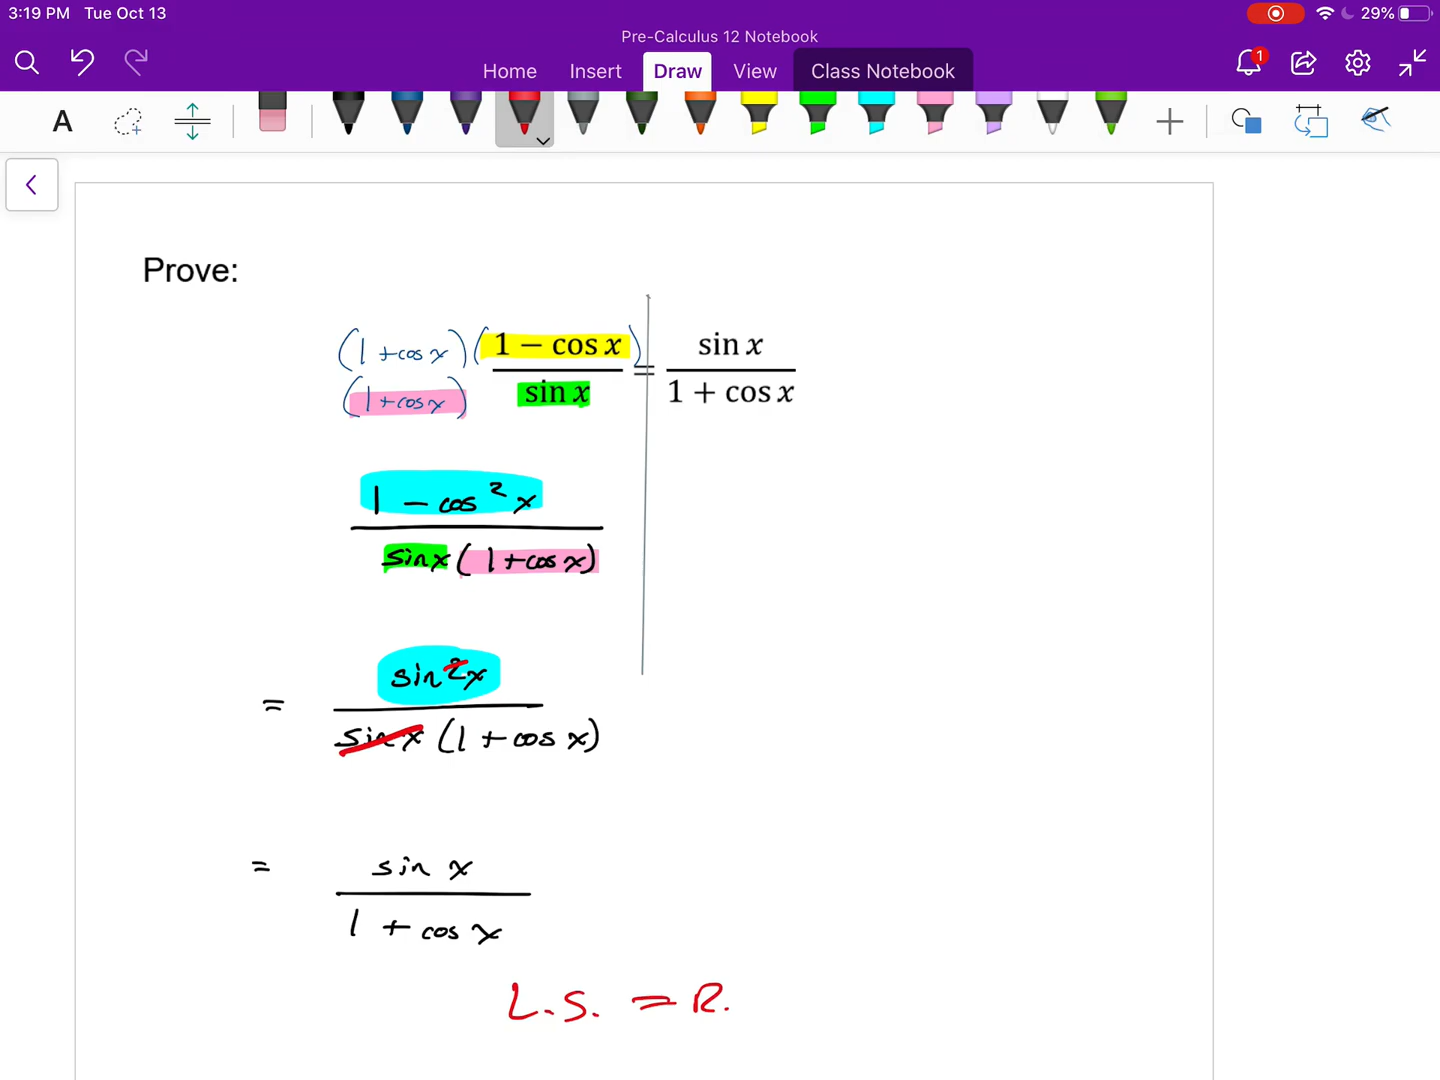 3:19 PM Tue Oct 13
29%
Pre-Calculus 12 Notebook
Home Insert Draw View Class Notebook
1
A
Prove:
(1 + cos x)(1 − cos x) = sin x
(1 + cos x) sin x 1 + cos x
1 − cos² x
sin x (1 + cos x)
= sin² x
sin x (1 + cos x)
= sin x
1 + cos x
L.S. = R.